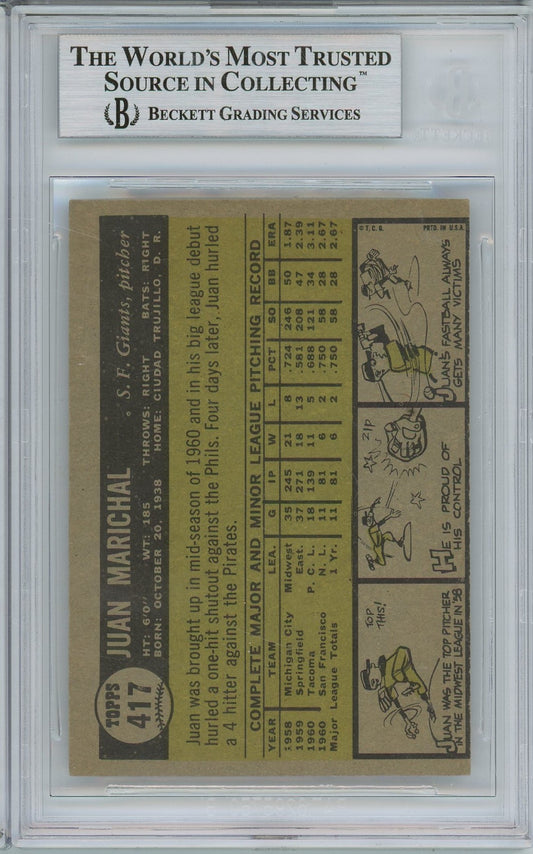 THE WORLD'S MOST TRUSTED
SOURCE IN COLLECTING™
BECKETT GRADING SERVICES
TOPPS
417
JUAN MARICHAL . S. F. Giants, pitcher
HT: 6'0" WT: 185 THROWS: RIGHT BATS: RIGHT
BORN: OCTOBER 20, 1938 HOME: CIUDAD TRUJILLO, D. R.
Juan was brought up in mid-season of 1960 and in his big league debut
hurled a one-hit shutout against the Phils. Four days later, Juan hurled
a 4 hitter against the Pirates.
COMPLETE MAJOR AND MINOR LEAGUE PITCHING RECORD
YEAR TEAM LEA. G IP W L PCT SO BB ERA
1958 Michigan City Midwest 35 245 21 8 .724 246 50 1.87
1959 Springfield East. 37 271 18 13 .581 208 47 2.39
1960 Tacoma P. C. L. 18 139 11 5 .688 121 34 3.11
1960 San Francisco N. L. 11 81 6 2 .750 58 28 2.67
Major League Totals 1 Yr. 11 81 6 2 .750 58 28 2.67
TOP THIS!
JUAN WAS THE TOP PITCHER
IN THE MIDWEST LEAGUE IN '58
ZIP
HE IS PROUD OF
HIS CONTROL
© T. C. G. PRTD. IN U.S.A.
JUAN'S FASTBALL ALWAYS
GETS MANY VICTIMS